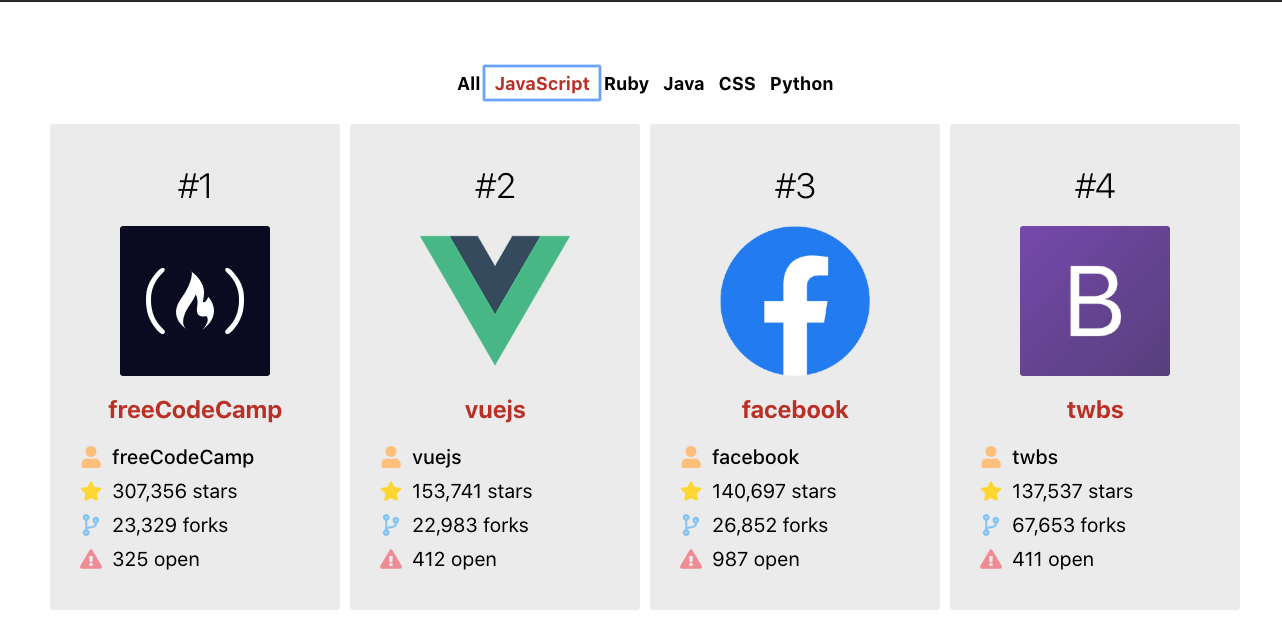 All JavaScript Ruby Java CSS Python
#1
freeCodeCamp
freeCodeCamp
307,356 stars
23,329 forks
325 open
#2
vuejs
vuejs
153,741 stars
22,983 forks
412 open
#3
facebook
facebook
140,697 stars
26,852 forks
987 open
#4
B
twbs
twbs
137,537 stars
67,653 forks
411 open